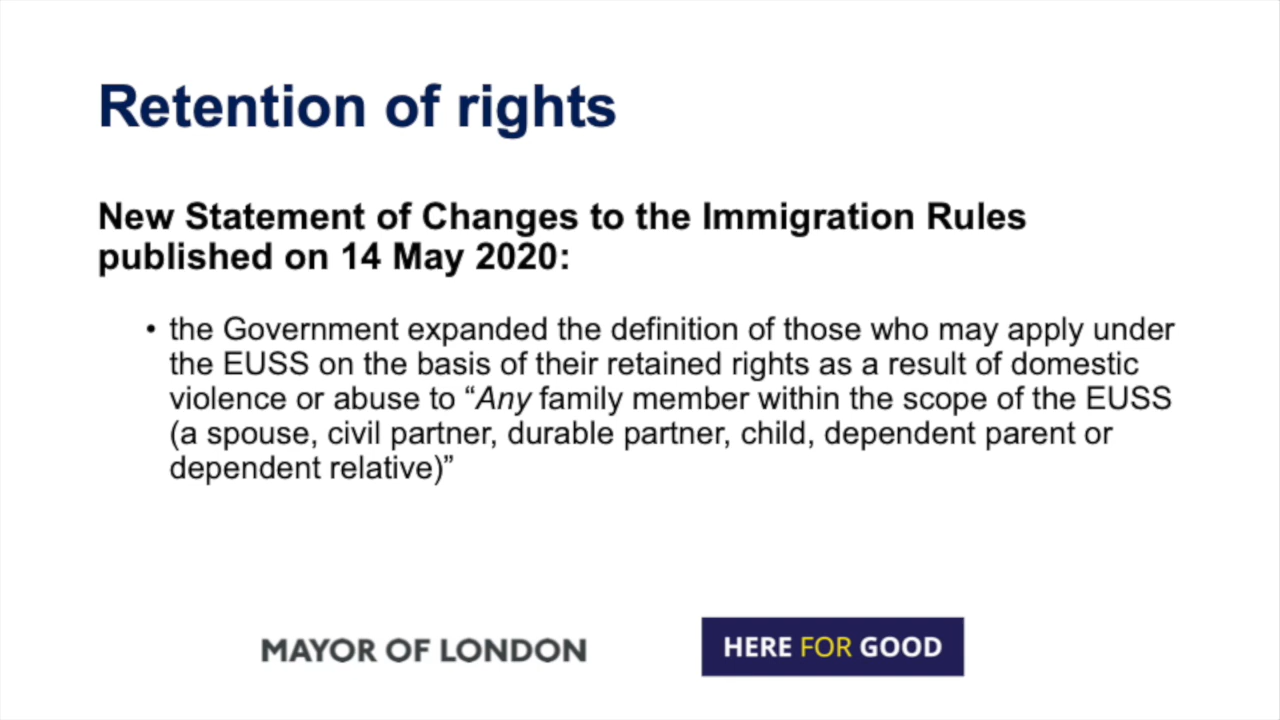 Retention of rights
New Statement of Changes to the Immigration Rules
published on 14 May 2020:
• the Government expanded the definition of those who may apply under
the EUSS on the basis of their retained rights as a result of domestic
violence or abuse to “Any family member within the scope of the EUSS
(a spouse, civil partner, durable partner, child, dependent parent or
dependent relative)”
MAYOR OF LONDON
HERE FOR GOOD